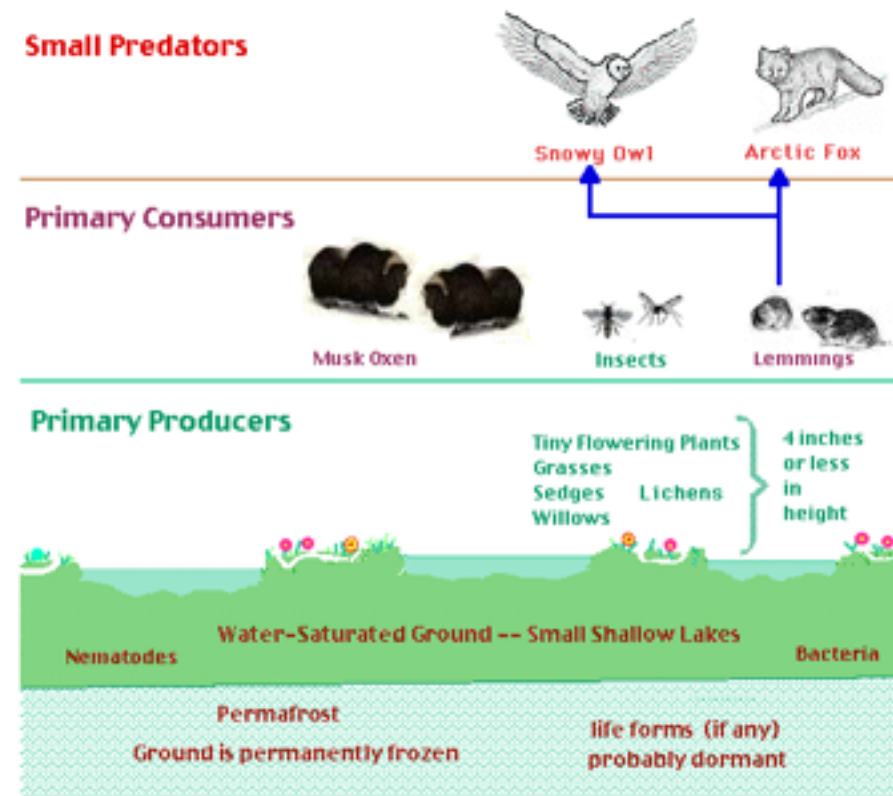 Small Predators
Snowy Owl
Arctic Fox
Primary Consumers
Musk Oxen
Insects
Lemmings
Primary Producers
Tiny Flowering Plants
Grasses
Sedges Lichens
Willows
4 inches
or less
in
height
Water-Saturated Ground -- Small Shallow Lakes
Nematodes
Bacteria
Permafrost
Ground is permanently frozen
life forms (if any)
probably dormant